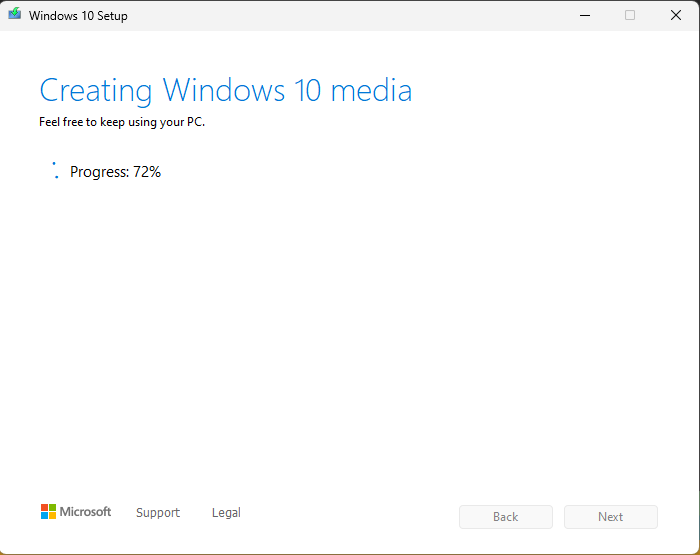 Windows 10 Setup
Creating Windows 10 media
Feel free to keep using your PC.
Progress: 72%
Microsoft Support Legal Back Next